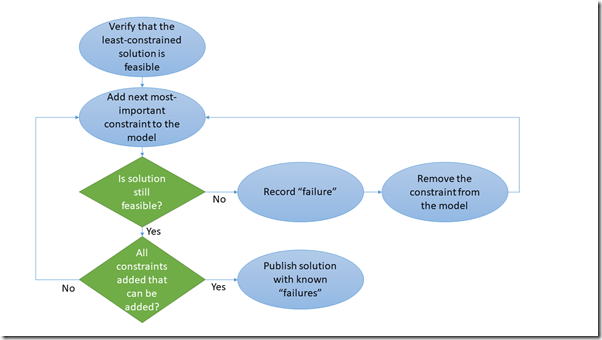 Verify that the
least-constrained
solution is
feasible
Add next most-
important
constraint to the
model
Is solution
still
feasible?
No
Record “failure”
Remove the
constraint from
the model
Yes
All
constraints
added that
can be
added?
No
Yes
Publish solution
with known
“failures”